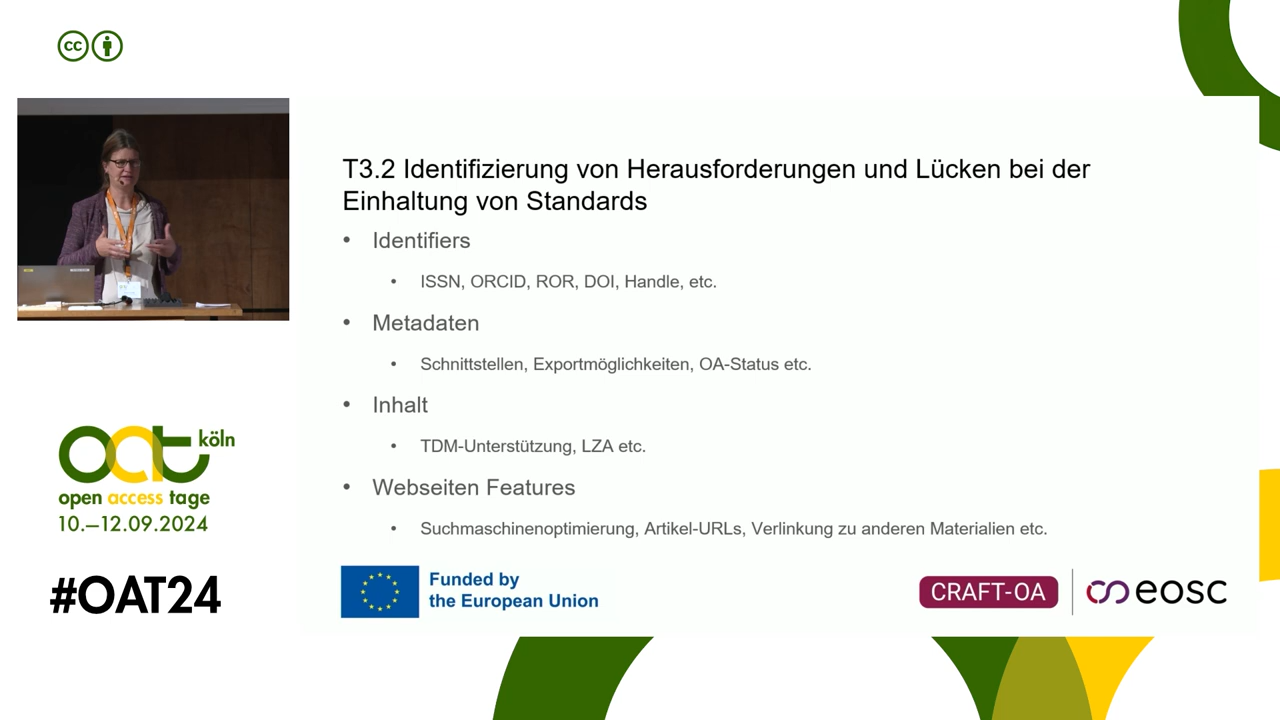 cc
T3.2 Identifizierung von Herausforderungen und Lücken bei der
Einhaltung von Standards
• Identifiers
• ISSN, ORCID, ROR, DOI, Handle, etc.
• Metadaten
• Schnittstellen, Exportmöglichkeiten, OA-Status etc.
• Inhalt
• TDM-Unterstützung, LZA etc.
• Webseiten Features
• Suchmaschinenoptimierung, Artikel-URLs, Verlinkung zu anderen Materialien etc.
Funded by
the European Union
CRAFT-OA
eosc
oat köln
open access tage
10.–12.09.2024
#OAT24